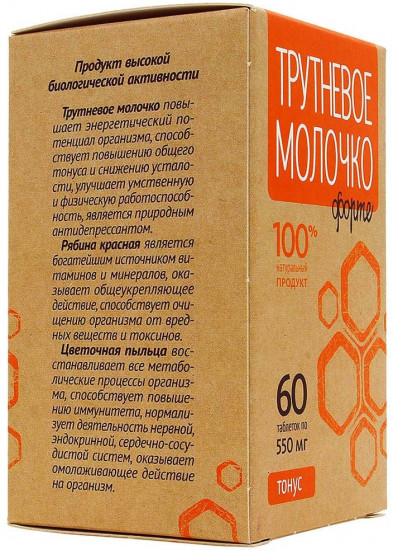 Продукт высокой
биологической активности
Трутневое молочко повы-
шает энергетический по-
тенциал организма, способ-
ствует повышению общего
тонуса и снижению устало-
сти, улучшает умственную
и физическую работоспособ-
ность, является природным
антидепрессантом.
Рябина красная является
богатейшим источником ви-
таминов и минералов, ока-
зывает общеукрепляющее
действие, способствует очи-
щению организма от вред-
ных веществ и токсинов.
Цветочная пыльца вос-
станавливает все метабо-
лические процессы организ-
ма, способствует повышению
иммунитета, нормализу-
ет деятельность нервной,
эндокринной, сердечно-сосу-
дистой систем, оказывает
омолаживающее действие
на организм.
ТРУТНЕВОЕ
МОЛОЧКО
форте
100%
натуральный
ПРОДУКТ
60
таблеток по
550 мг
тонус